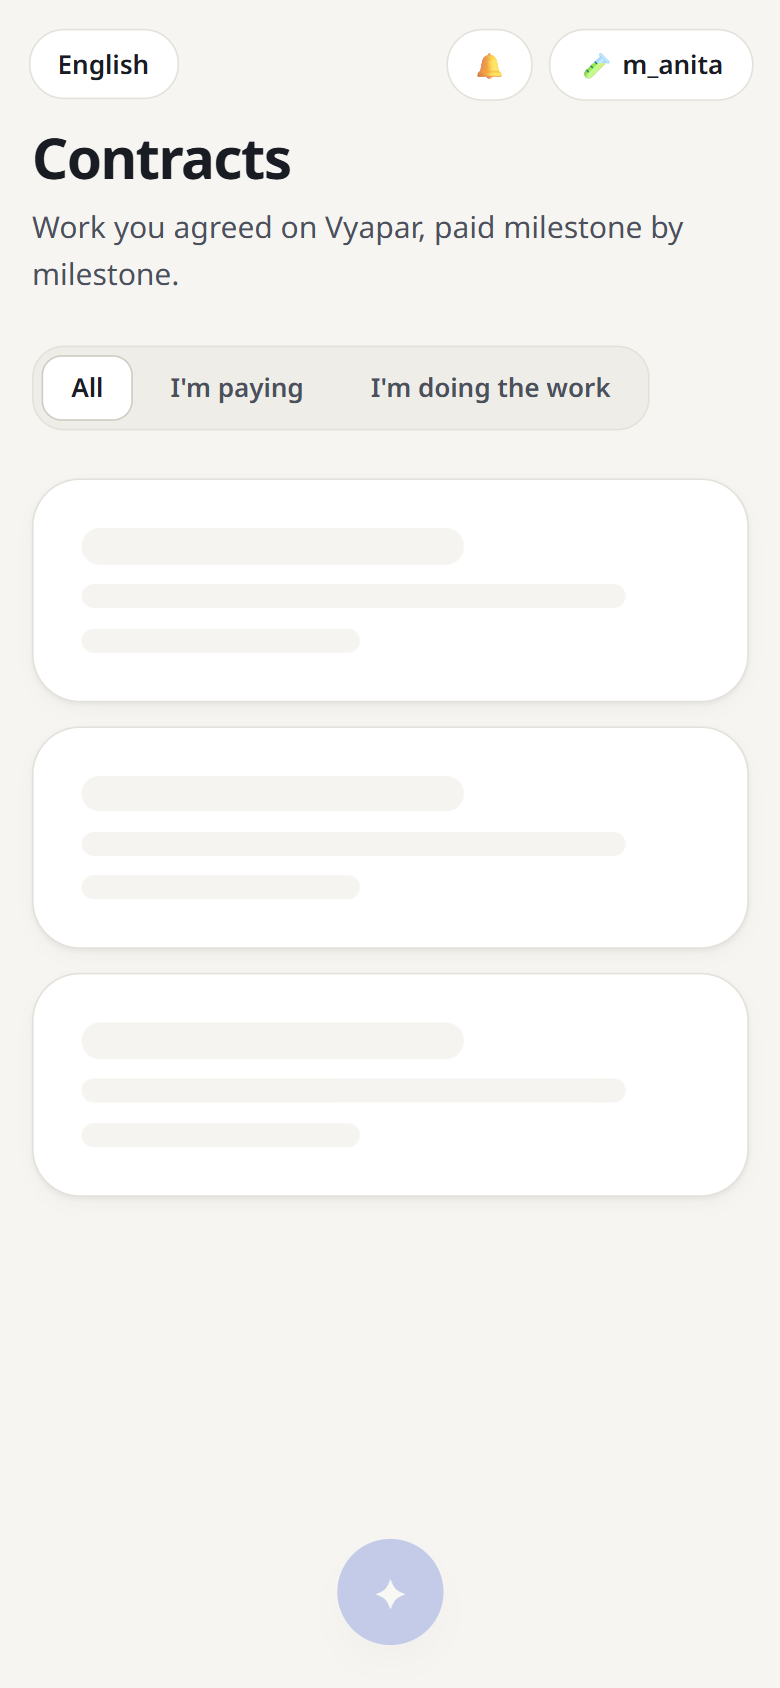 English
m_anita
Contracts
Work you agreed on Vyapar, paid milestone by
milestone.
All
I'm paying
I'm doing the work